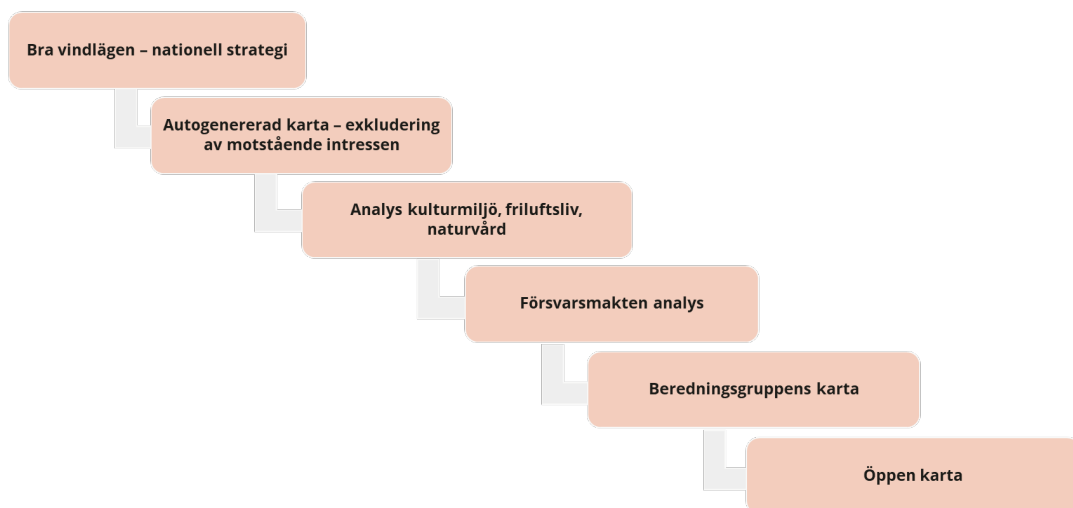 Bra vindlägen – nationell strategi
Autogenererad karta – exkludering
av motstående intressen
Analys kulturmiljö, friluftsliv,
naturvård
Försvarsmakten analys
Beredningsgruppens karta
Öppen karta